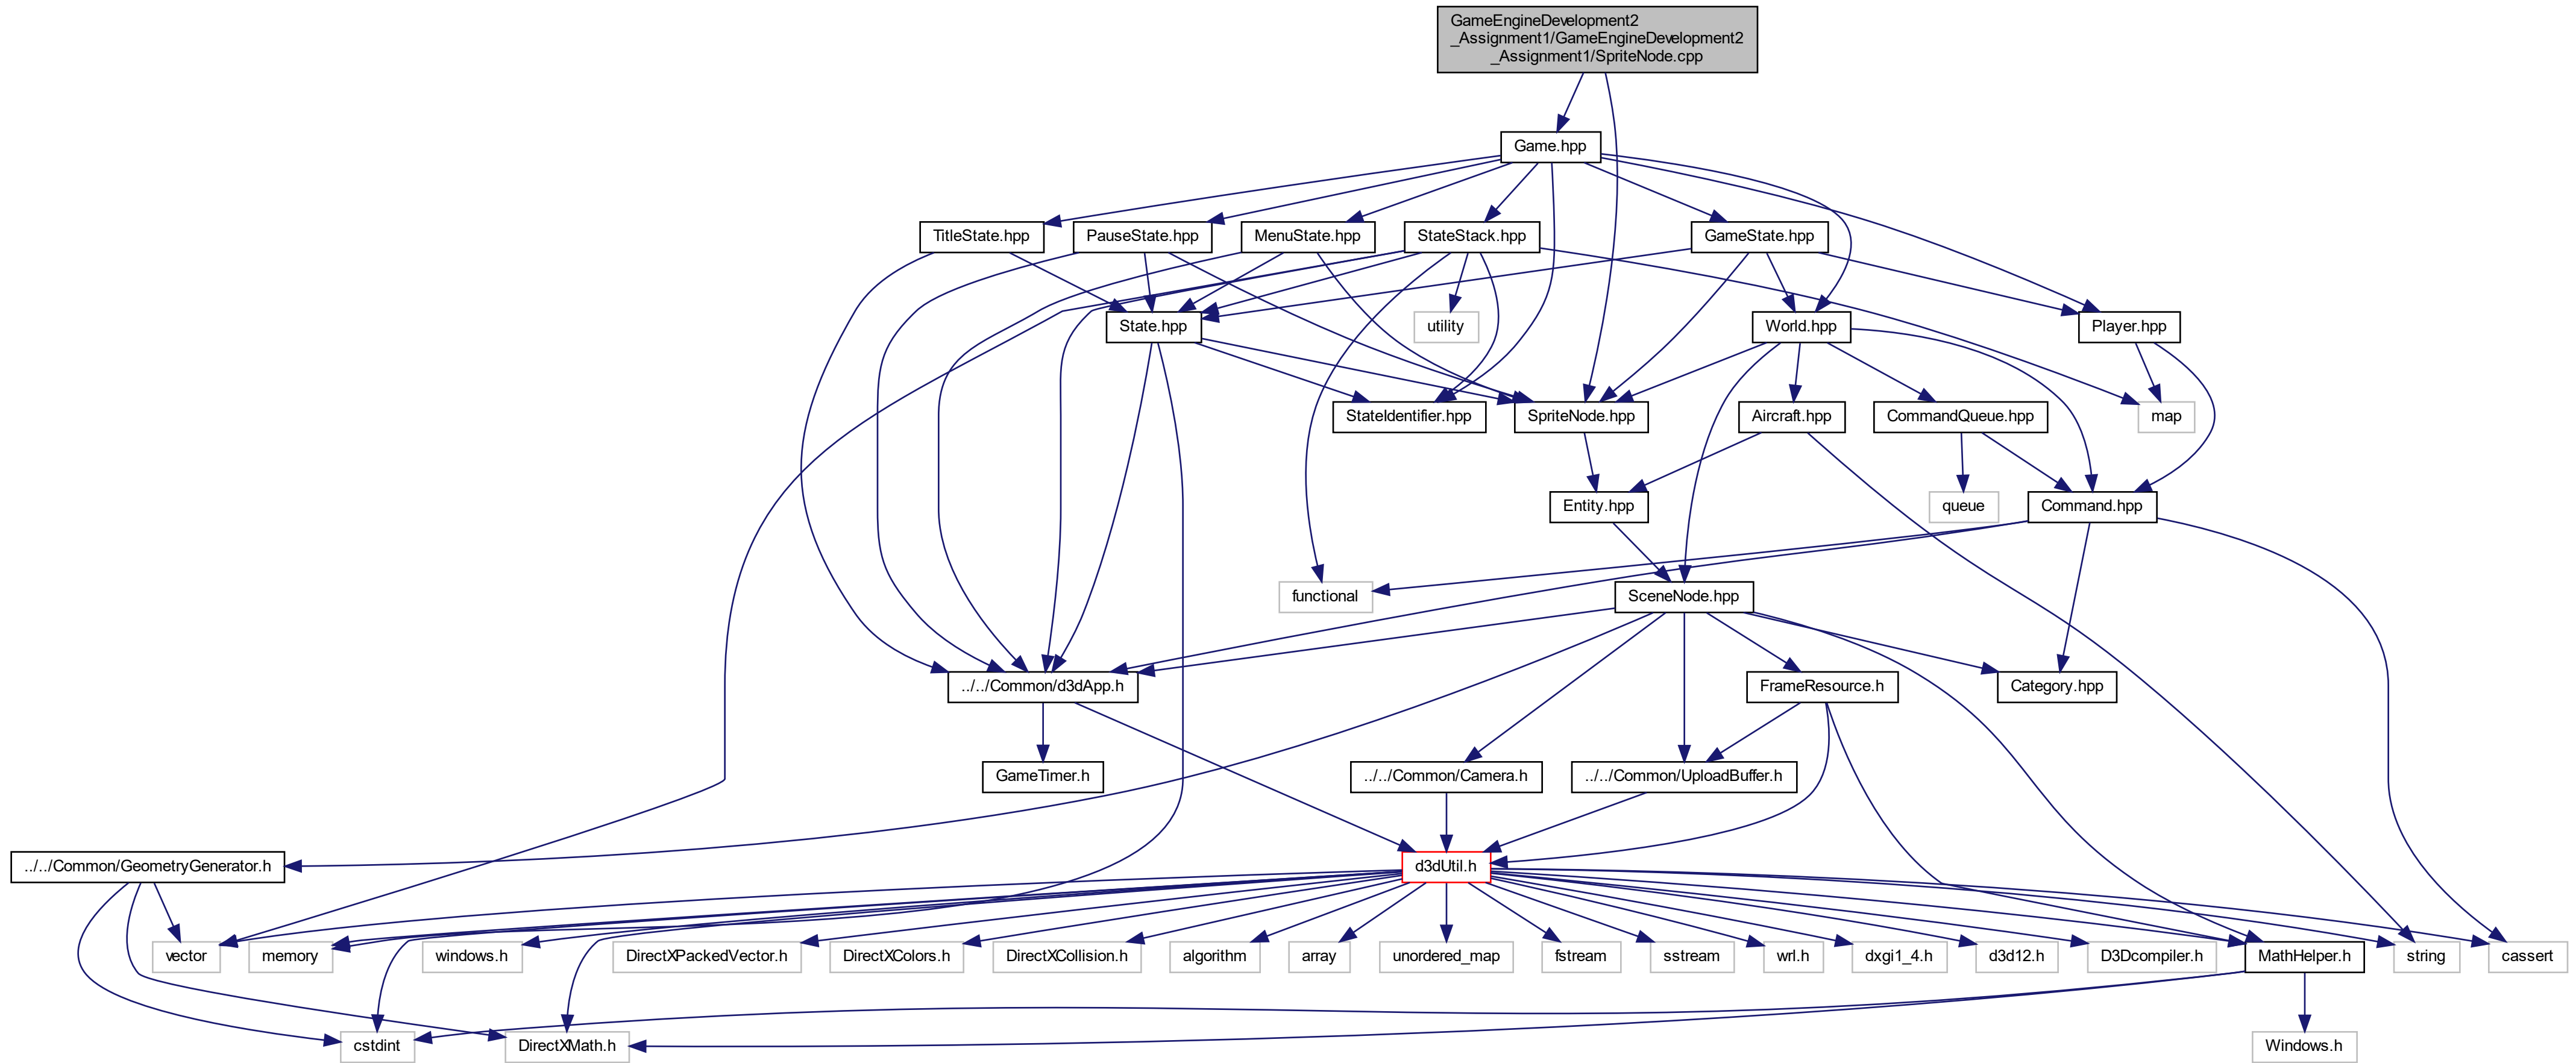 GameEngineDevelopment2
_Assignment1/GameEngineDevelopment2
_Assignment1/SpriteNode.cpp
Game.hpp
TitleState.hpp
PauseState.hpp
MenuState.hpp
StateStack.hpp
GameState.hpp
State.hpp
utility
World.hpp
Player.hpp
StateIdentifier.hpp
SpriteNode.hpp
Aircraft.hpp
CommandQueue.hpp
map
Entity.hpp
queue
Command.hpp
functional
SceneNode.hpp
../../Common/d3dApp.h
FrameResource.h
Category.hpp
GameTimer.h
../../Common/Camera.h
../../Common/UploadBuffer.h
../../Common/GeometryGenerator.h
d3dUtil.h
vector
memory
windows.h
DirectXPackedVector.h
DirectXColors.h
DirectXCollision.h
algorithm
array
unordered_map
fstream
sstream
wrl.h
dxgi1_4.h
d3d12.h
D3Dcompiler.h
MathHelper.h
string
cassert
cstdint
DirectXMath.h
Windows.h